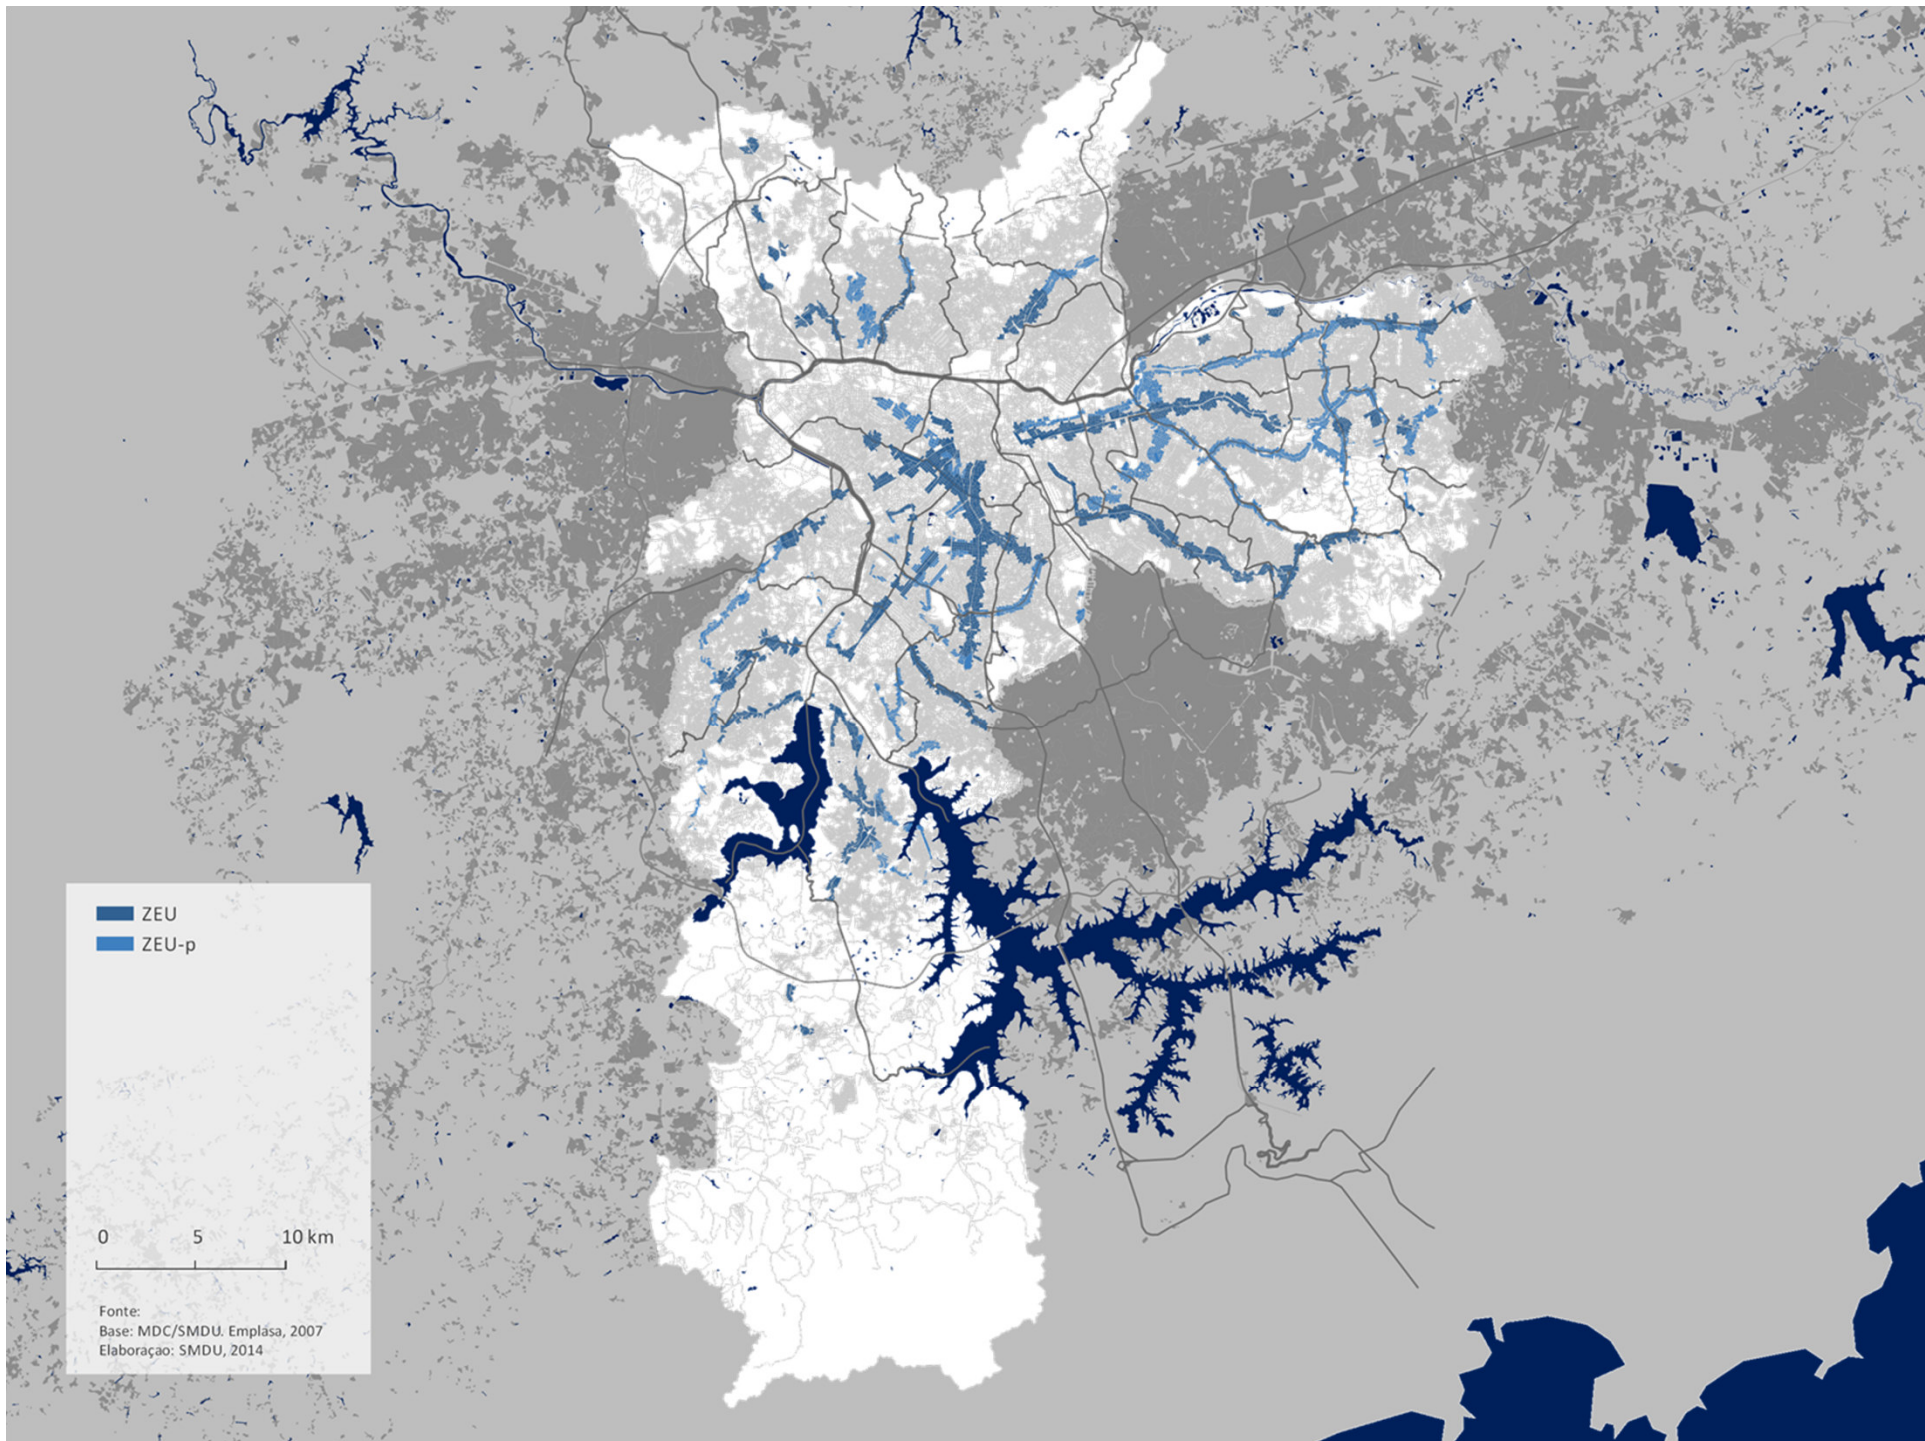 ZEU
ZEU-p
0 5 10 km
Fonte:
Base: MDC/SMDU. Emplasa, 2007
Elaboraçao: SMDU, 2014